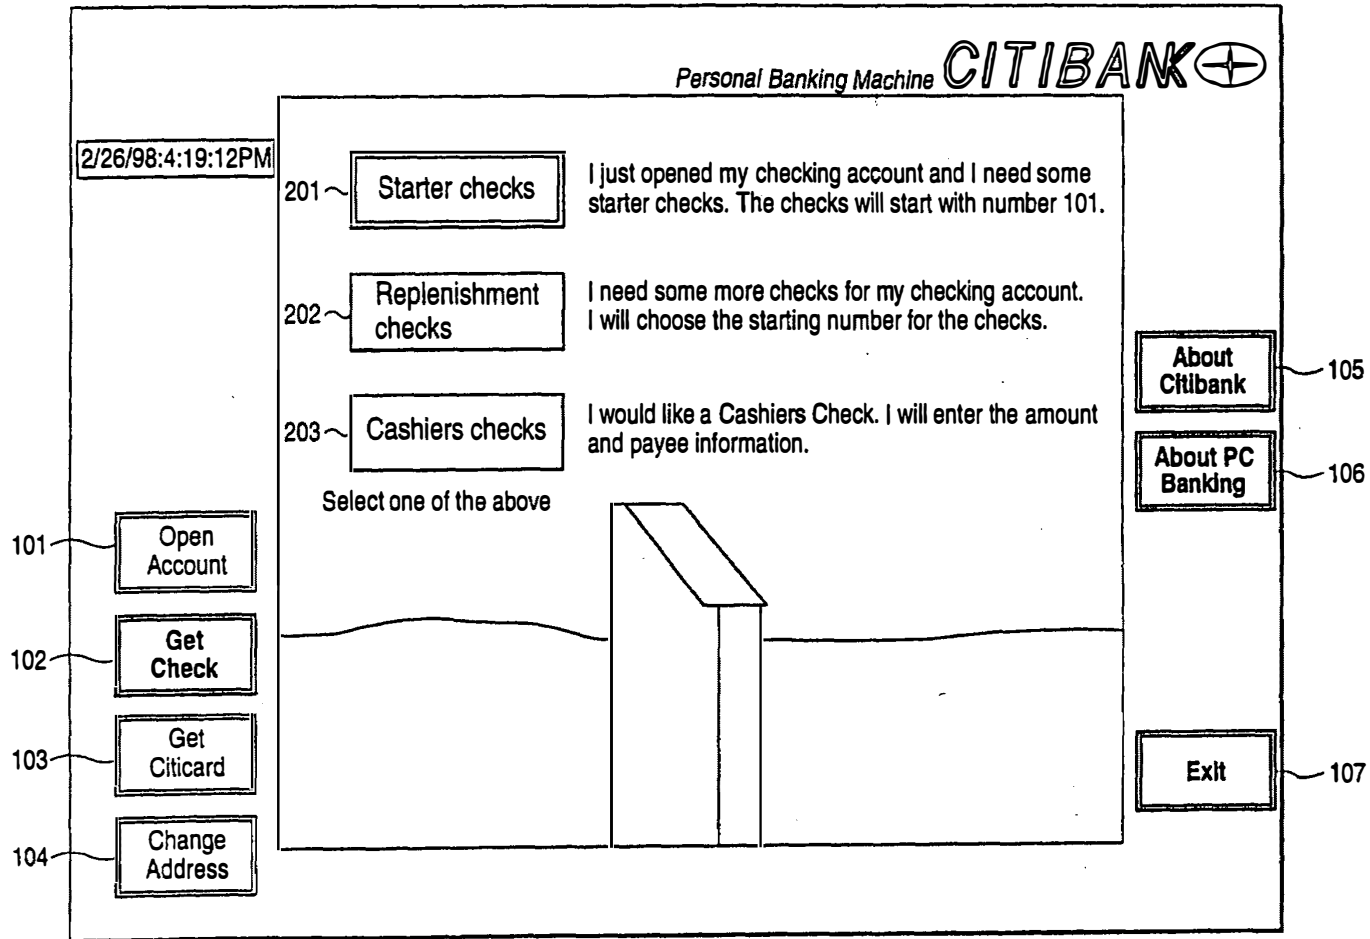 Personal Banking Machine CITIBANK
2/26/98:4:19:12PM
201
Starter checks
I just opened my checking account and I need some
starter checks. The checks will start with number 101.
202
Replenishment
checks
I need some more checks for my checking account.
I will choose the starting number for the checks.
203
Cashiers checks
I would like a Cashiers Check. I will enter the amount
and payee information.
Select one of the above
About
Citibank
105
About PC
Banking
106
101
Open
Account
102
Get
Check
103
Get
Citicard
104
Change
Address
Exit
107